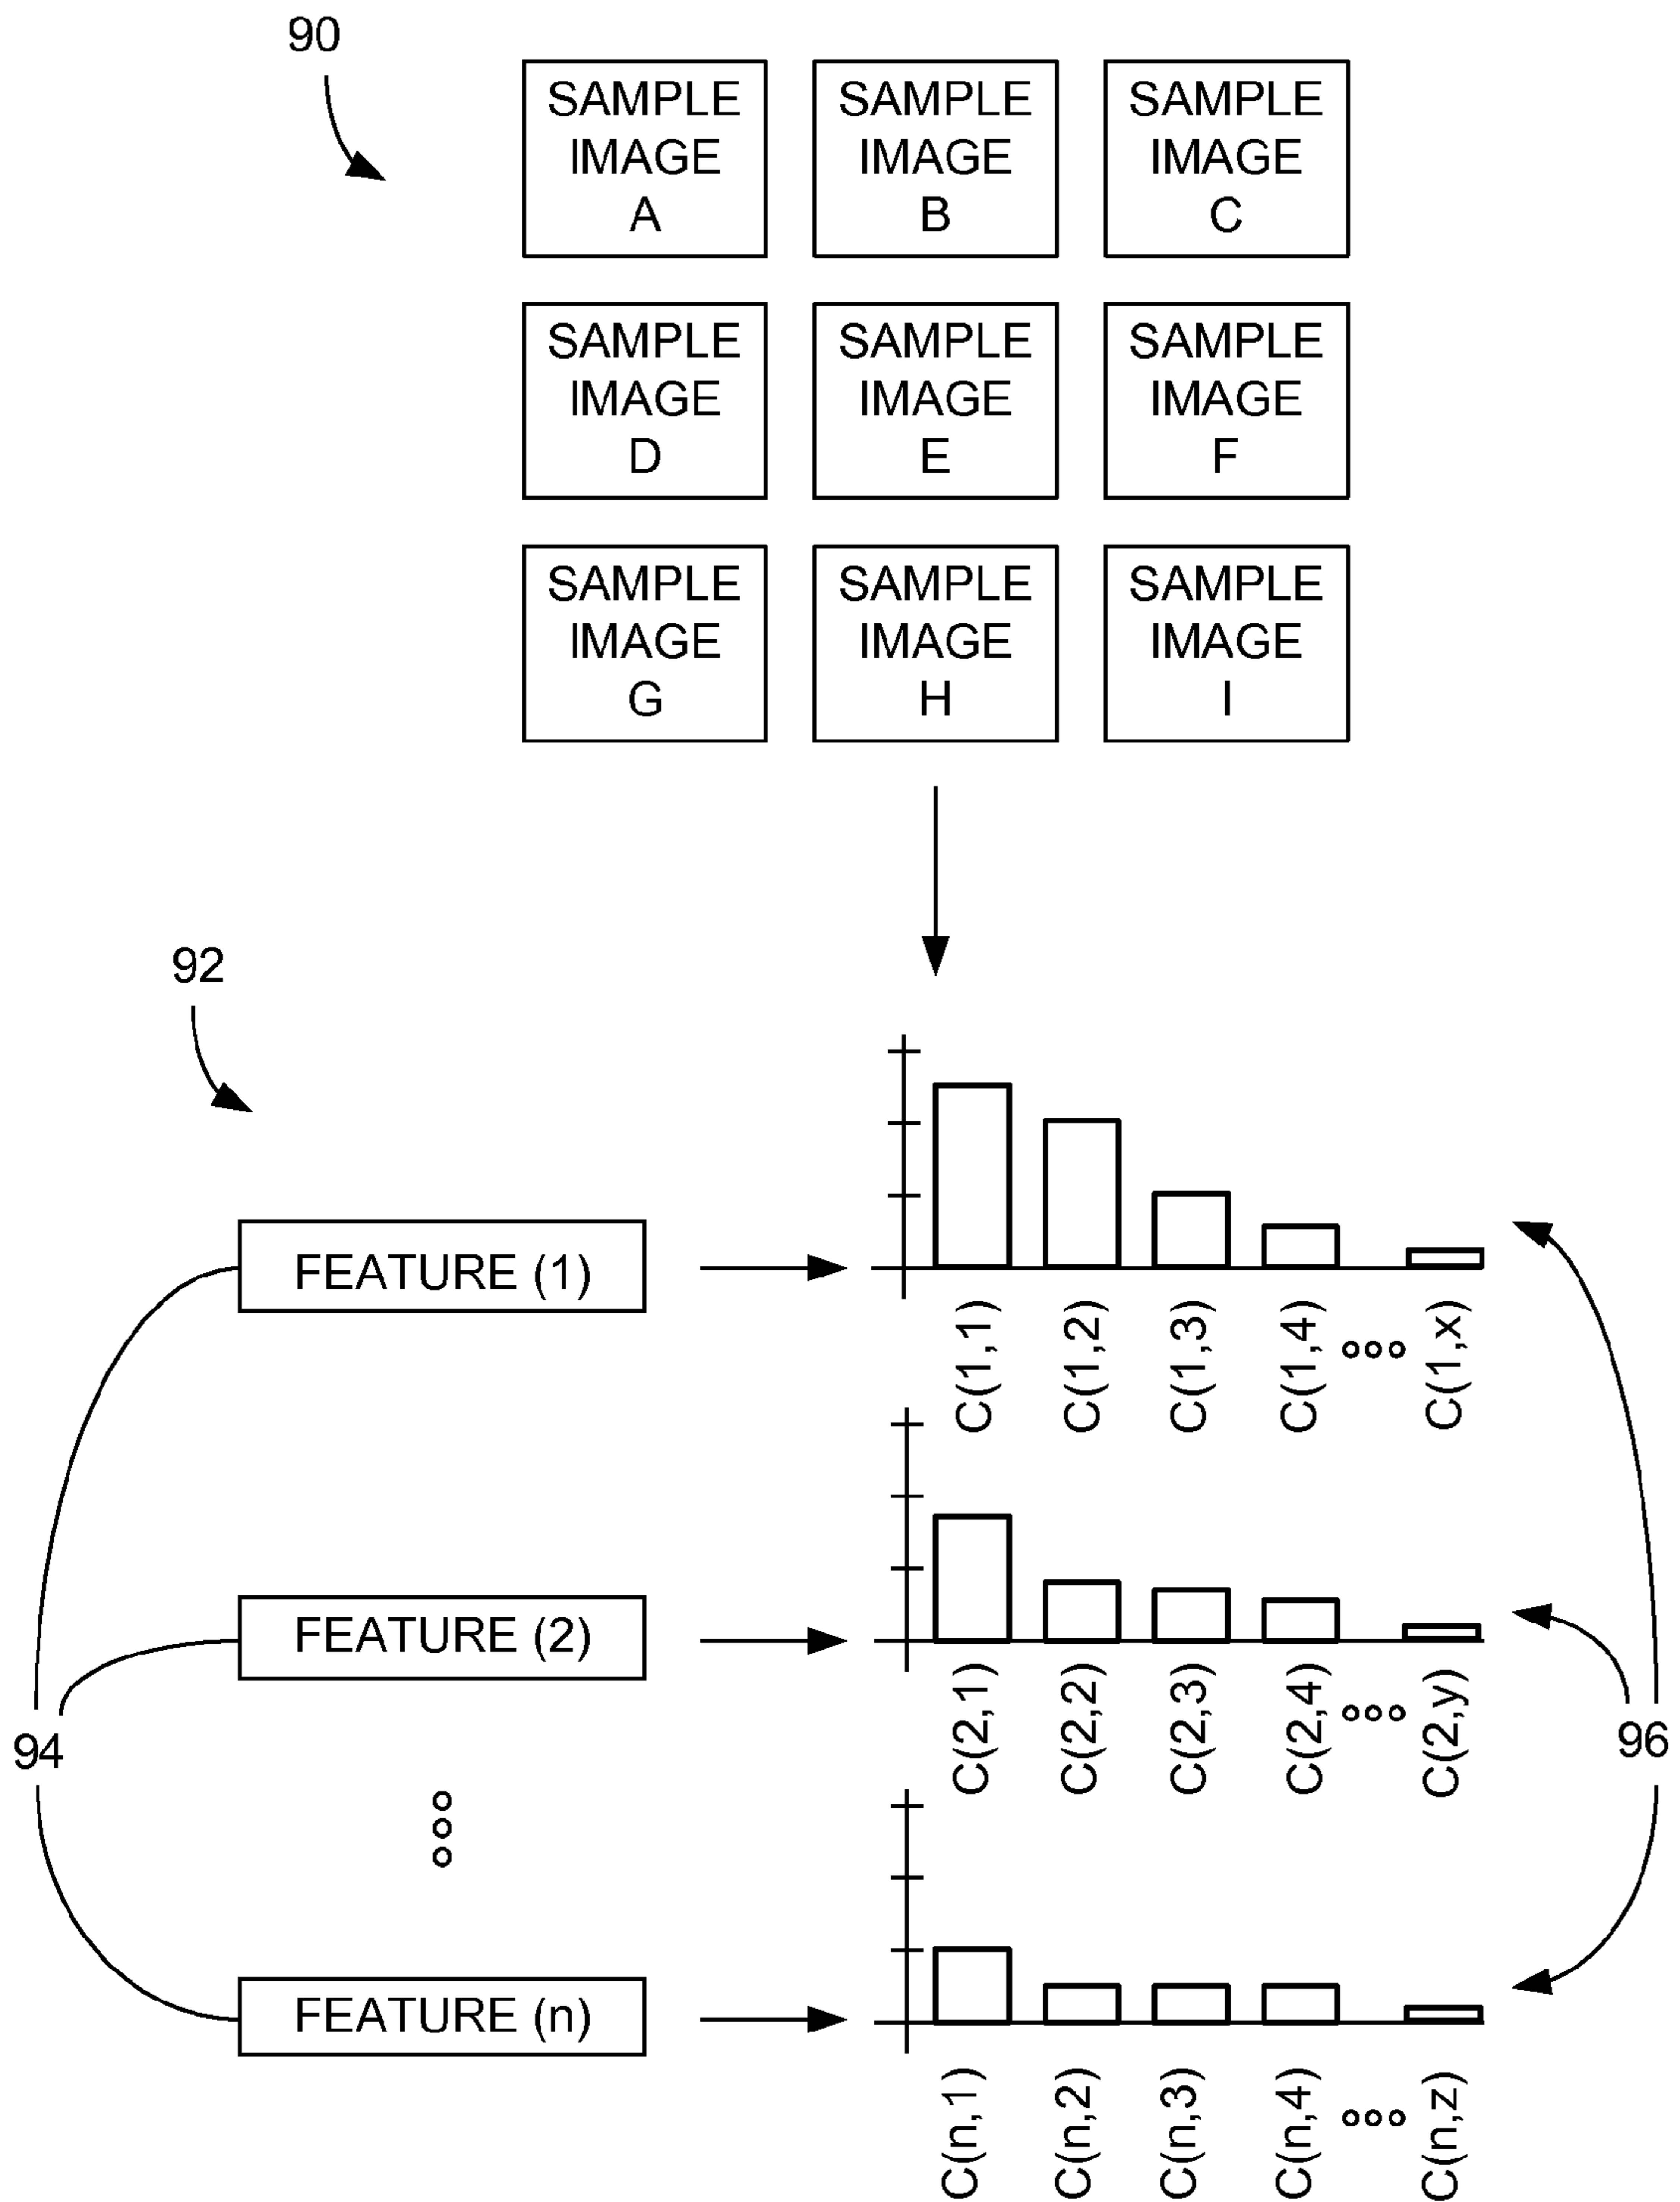 90
SAMPLE
IMAGE
A
SAMPLE
IMAGE
B
SAMPLE
IMAGE
C
SAMPLE
IMAGE
D
SAMPLE
IMAGE
E
SAMPLE
IMAGE
F
SAMPLE
IMAGE
G
SAMPLE
IMAGE
H
SAMPLE
IMAGE
I
92
FEATURE (1)
C(1,1)
C(1,2)
C(1,3)
C(1,4)
C(1,x)
FEATURE (2)
C(2,1)
C(2,2)
C(2,3)
C(2,4)
C(2,y)
94
96
FEATURE (n)
C(n,1)
C(n,2)
C(n,3)
C(n,4)
C(n,z)